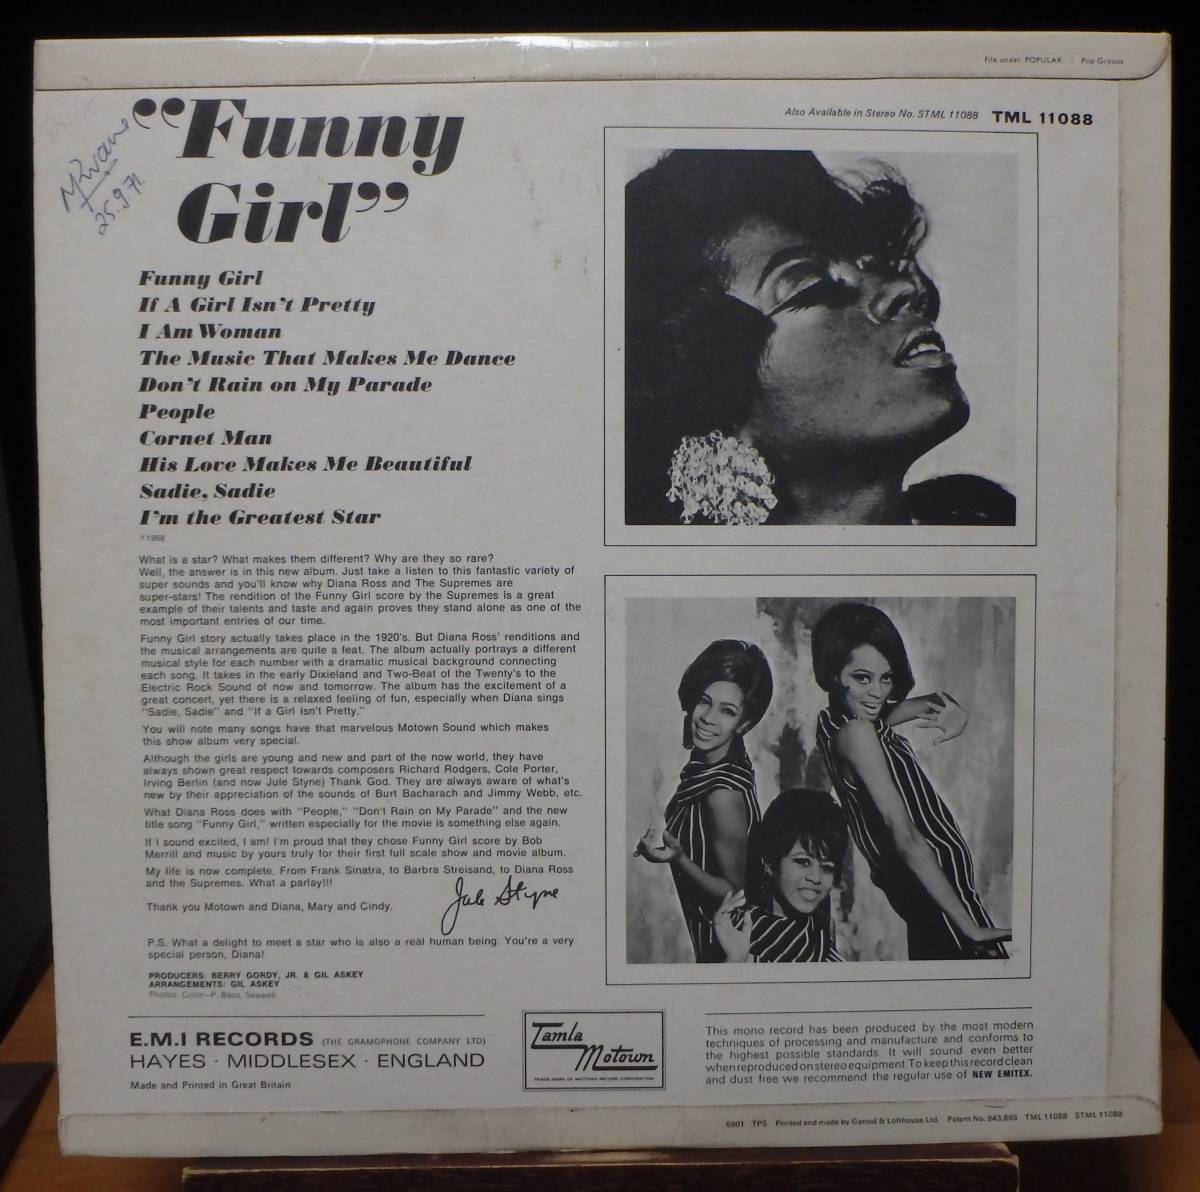 File under POPULAR : Pop Groups
Also Available in Stereo No. STML 11088 TML 11088
25.9.71.
“Funny
Girl”
Funny Girl
If A Girl Isn't Pretty
I Am Woman
The Music That Makes Me Dance
Don't Rain on My Parade
People
Cornet Man
His Love Makes Me Beautiful
Sadie, Sadie
I'm the Greatest Star
℗ 1968
What is a star? What makes them different? Why are they so rare?
Well, the answer is in this new album. Just take a listen to this fantastic variety of
super sounds and you'll know why Diana Ross and The Supremes are
super-stars! The rendition of the Funny Girl score by the Supremes is a great
example of their talents and taste and again proves they stand alone as one of the
most important entries of our time.
Funny Girl story actually takes place in the 1920's. But Diana Ross' renditions and
the musical arrangements are quite a feat. The album actually portrays a different
musical style for each number with a dramatic musical background connecting
each song. It takes in the early Dixieland and Two-Beat of the Twenty's to the
Electric Rock Sound of now and tomorrow. The album has the excitement of a
great concert, yet there is a relaxed feeling of fun, especially when Diana sings
“Sadie, Sadie” and “If a Girl Isn't Pretty.”
You will note many songs have that marvelous Motown Sound which makes
this show album very special.
Although the girls are young and new and part of the now world, they have
always shown great respect towards composers Richard Rodgers, Cole Porter,
Irving Berlin (and now Jule Styne) Thank God. They are always aware of what's
new by their appreciation of the sounds of Burt Bacharach and Jimmy Webb, etc.
What Diana Ross does with “People,” “Don't Rain on My Parade” and the new
title song “Funny Girl,” written especially for the movie is something else again.
If I sound excited, I am! I'm proud that they chose Funny Girl score by Bob
Merrill and music by yours truly for their first full scale show and movie album.
My life is now complete. From Frank Sinatra, to Barbra Streisand, to Diana Ross
and the Supremes. What a parlay!!!
Jule Styne
Thank you Motown and Diana, Mary and Cindy.
P.S. What a delight to meet a star who is also a real human being. You're a very
special person, Diana!
PRODUCERS: BERRY GORDY, JR. & GIL ASKEY
ARRANGEMENTS: GIL ASKEY
Photos: Color—P. Bass, Seawell
E.M.I RECORDS (THE GRAMOPHONE COMPANY LTD)
HAYES · MIDDLESEX · ENGLAND
Made and Printed in Great Britain
Tamla
Motown
TRADE MARK OF MOTOWN RECORD CORPORATION
This mono record has been produced by the most modern
techniques of processing and manufacture and conforms to
the highest possible standards. It will sound even better
when reproduced on stereo equipment. To keep this record clean
and dust free we recommend the regular use of NEW EMITEX.
6901 TPS Printed and made by Garrod & Lofthouse Ltd. Patent No. 943,895 TML 11088 STML 11088